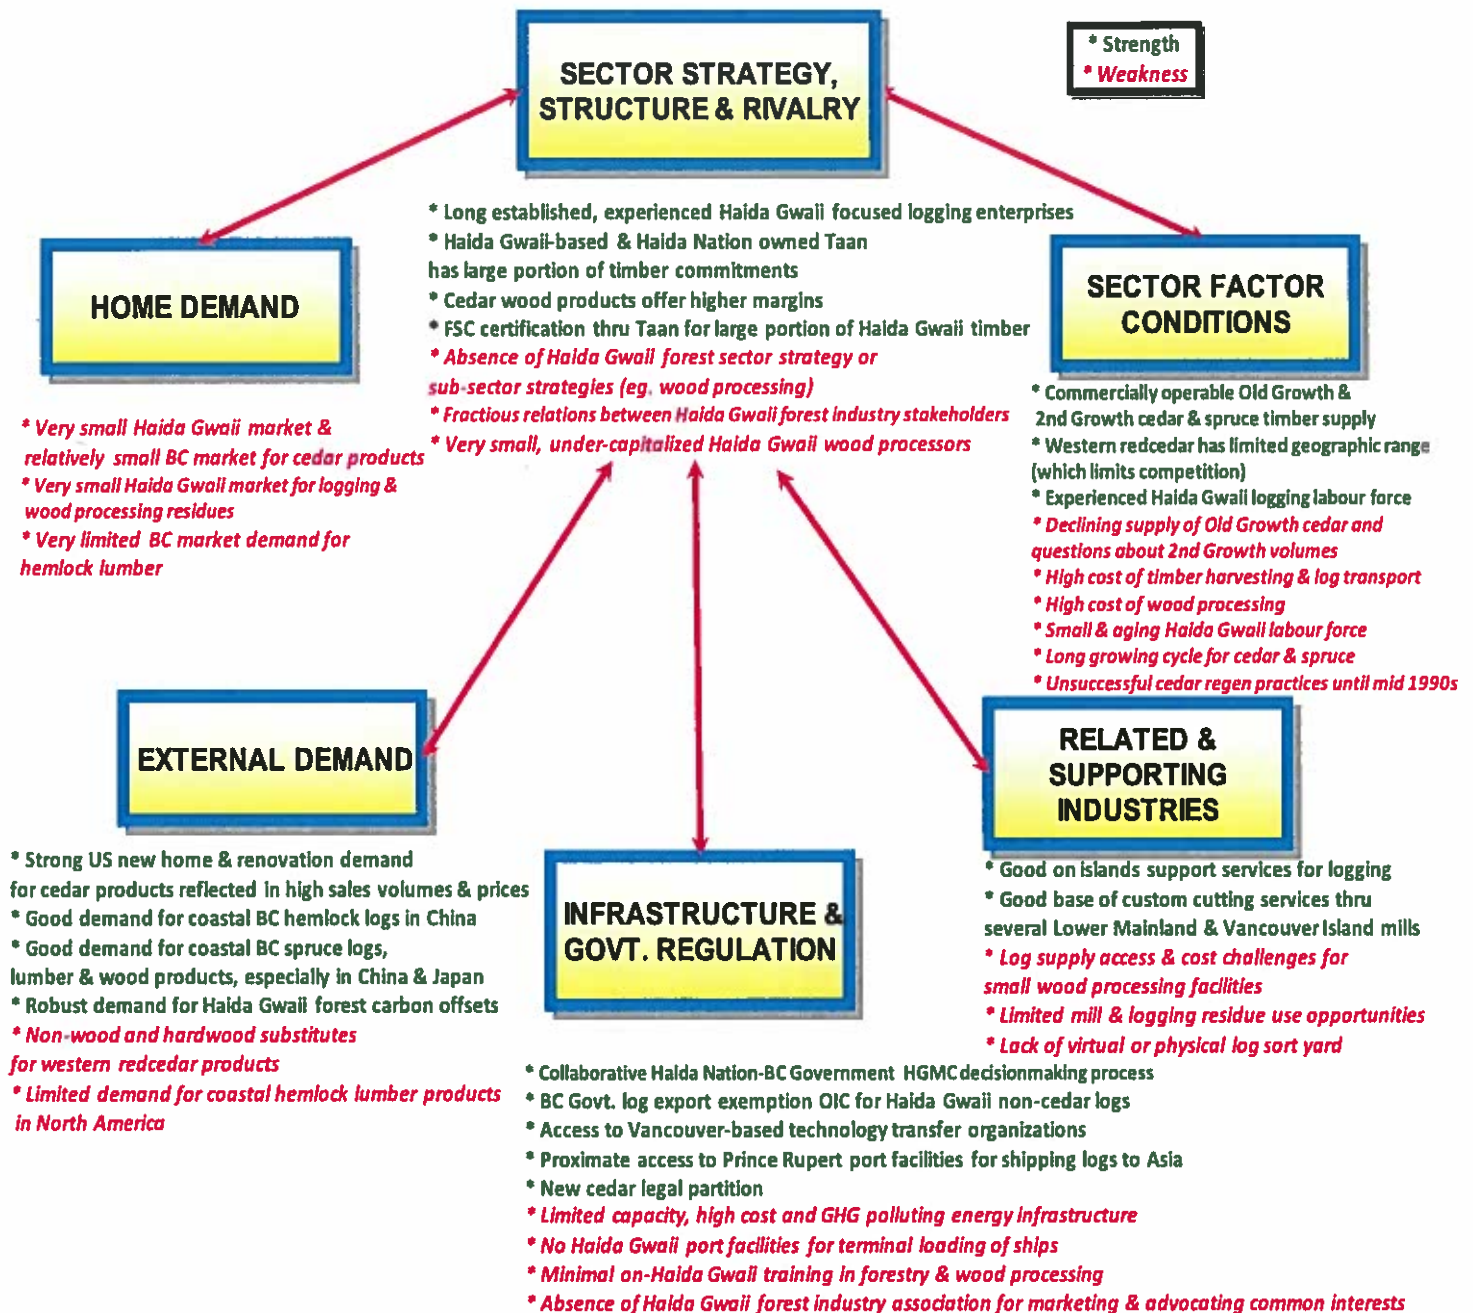 SECTOR STRATEGY,
STRUCTURE & RIVALRY
* Strength
* Weakness
* Long established, experienced Haida Gwaii focused logging enterprises
* Haida Gwaii-based & Haida Nation owned Taan
has large portion of timber commitments
* Cedar wood products offer higher margins
* FSC certification thru Taan for large portion of Haida Gwaii timber
* Absence of Haida Gwaii forest sector strategy or
sub-sector strategies (eg. wood processing)
* Fractious relations between Haida Gwaii forest industry stakeholders
* Very small, under-capitalized Haida Gwaii wood processors
HOME DEMAND
* Very small Haida Gwaii market &
relatively small BC market for cedar products
* Very small Haida Gwaii market for logging &
wood processing residues
* Very limited BC market demand for
hemlock lumber
SECTOR FACTOR
CONDITIONS
* Commercially operable Old Growth &
2nd Growth cedar & spruce timber supply
* Western redcedar has limited geographic range
(which limits competition)
* Experienced Haida Gwaii logging labour force
* Declining supply of Old Growth cedar and
questions about 2nd Growth volumes
* High cost of timber harvesting & log transport
* High cost of wood processing
* Small & aging Haida Gwaii labour force
* Long growing cycle for cedar & spruce
* Unsuccessful cedar regen practices until mid 1990s
EXTERNAL DEMAND
* Strong US new home & renovation demand
for cedar products reflected in high sales volumes & prices
* Good demand for coastal BC hemlock logs in China
* Good demand for coastal BC spruce logs,
lumber & wood products, especially in China & Japan
* Robust demand for Haida Gwaii forest carbon offsets
* Non-wood and hardwood substitutes
for western redcedar products
* Limited demand for coastal hemlock lumber products
in North America
INFRASTRUCTURE &
GOVT. REGULATION
* Collaborative Haida Nation-BC Government HGMC decisionmaking process
* BC Govt. log export exemption OIC for Haida Gwaii non-cedar logs
* Access to Vancouver-based technology transfer organizations
* Proximate access to Prince Rupert port facilities for shipping logs to Asia
* New cedar legal partition
* Limited capacity, high cost and GHG polluting energy infrastructure
* No Haida Gwaii port facilities for terminal loading of ships
* Minimal on-Haida Gwaii training in forestry & wood processing
* Absence of Haida Gwaii forest industry association for marketing & advocating common interests
RELATED &
SUPPORTING
INDUSTRIES
* Good on islands support services for logging
* Good base of custom cutting services thru
several Lower Mainland & Vancouver Island mills
* Log supply access & cost challenges for
small wood processing facilities
* Limited mill & logging residue use opportunities
* Lack of virtual or physical log sort yard